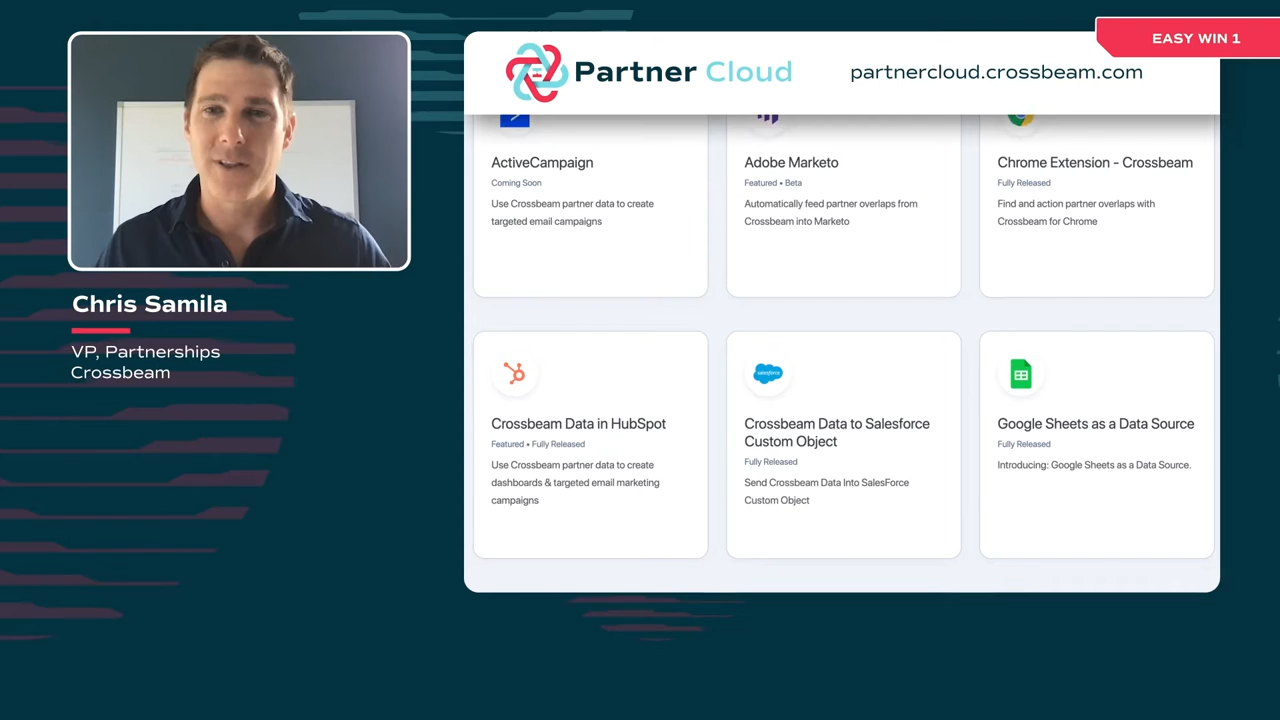 EASY WIN 1
Partner Cloud
partnercloud.crossbeam.com
ActiveCampaign
Coming Soon
Use Crossbeam partner data to create
targeted email campaigns
Adobe Marketo
Featured • Beta
Automatically feed partner overlaps from
Crossbeam into Marketo
Chrome Extension - Crossbeam
Fully Released
Find and action partner overlaps with
Crossbeam for Chrome
Chris Samila
VP, Partnerships
Crossbeam
Crossbeam Data in HubSpot
Featured • Fully Released
Use Crossbeam partner data to create
dashboards & targeted email marketing
campaigns
salesforce
Crossbeam Data to Salesforce
Custom Object
Fully Released
Send Crossbeam Data Into SalesForce
Custom Object
Google Sheets as a Data Source
Fully Released
Introducing: Google Sheets as a Data Source.